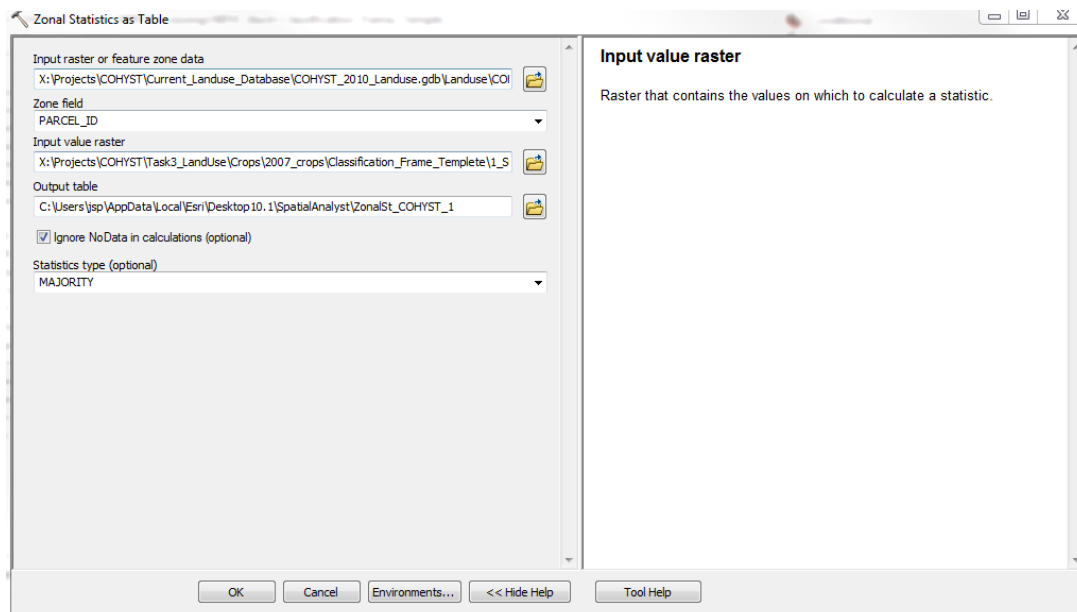 Zonal Statistics as Table
Input raster or feature zone data
X:\Projects\COHYST\Current_Landuse_Database\COHYST_2010_Landuse.gdb\Landuse\COI
Zone field
PARCEL_ID
Input value raster
X:\Projects\COHYST\Task3_LandUse\Crops\2007_crops\Classification_Frame_Templete\1_S
Output table
C:\Users\jsp\AppData\Local\Esri\Desktop10.1\SpatialAnalyst\ZonalSt_COHYST_1
Ignore NoData in calculations (optional)
Statistics type (optional)
MAJORITY
Input value raster
Raster that contains the values on which to calculate a statistic.
OK
Cancel
Environments...
<< Hide Help
Tool Help